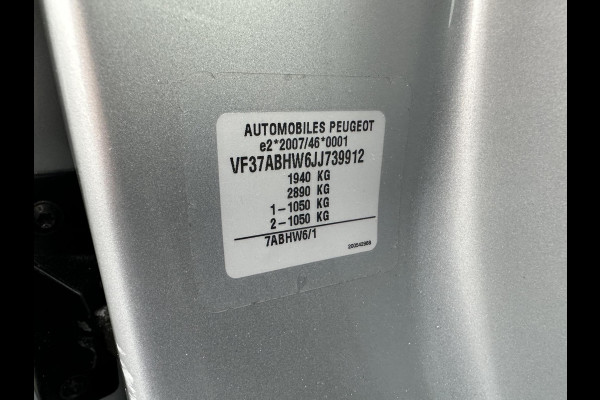 AUTOMOBILES PEUGEOT
e2*2007/46*0001
VF37ABHW6JJ739912
1940 KG
2890 KG
1-1050 KG
2-1050 KG
7ABHW6/1